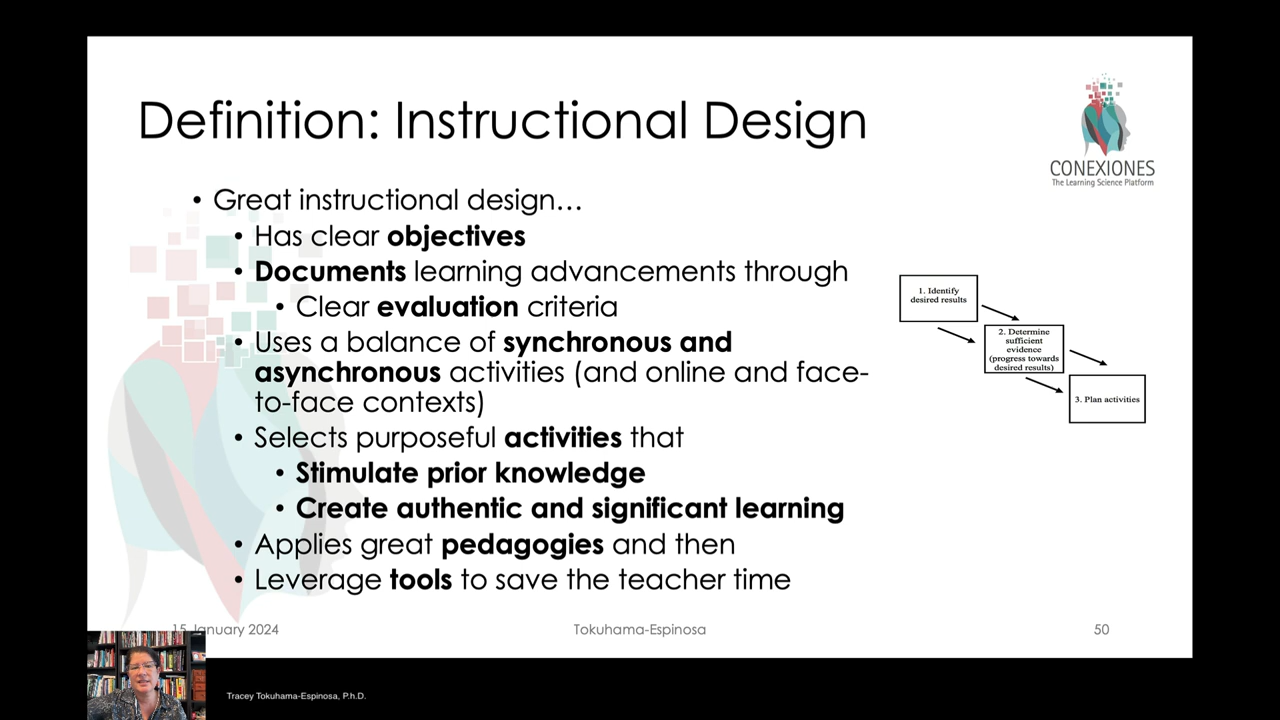 Definition: Instructional Design
CONEXIONES
The Learning Science Platform
• Great instructional design…
• Has clear objectives
• Documents learning advancements through
• Clear evaluation criteria
• Uses a balance of synchronous and
asynchronous activities (and online and face-
to-face contexts)
• Selects purposeful activities that
• Stimulate prior knowledge
• Create authentic and significant learning
• Applies great pedagogies and then
• Leverage tools to save the teacher time
1. Identify
desired results
2. Determine
sufficient
evidence
(progress towards
desired results)
3. Plan activities
15 January 2024
Tokuhama-Espinosa
50
Tracey Tokuhama-Espinosa, Ph.D.